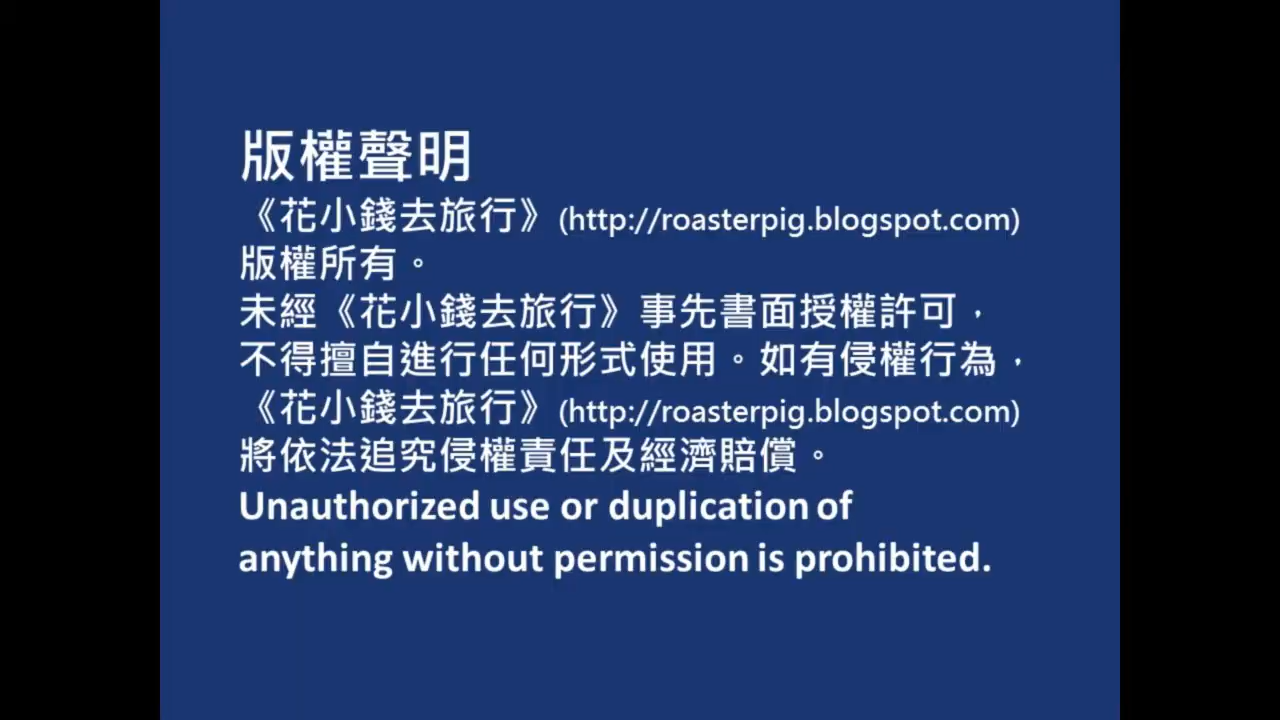 版權聲明
《花小錢去旅行》(http://roasterpig.blogspot.com)
版權所有。
未經《花小錢去旅行》事先書面授權許可，
不得擅自進行任何形式使用。如有侵權行為，
《花小錢去旅行》(http://roasterpig.blogspot.com)
將依法追究侵權責任及經濟賠償。
Unauthorized use or duplication of
anything without permission is prohibited.